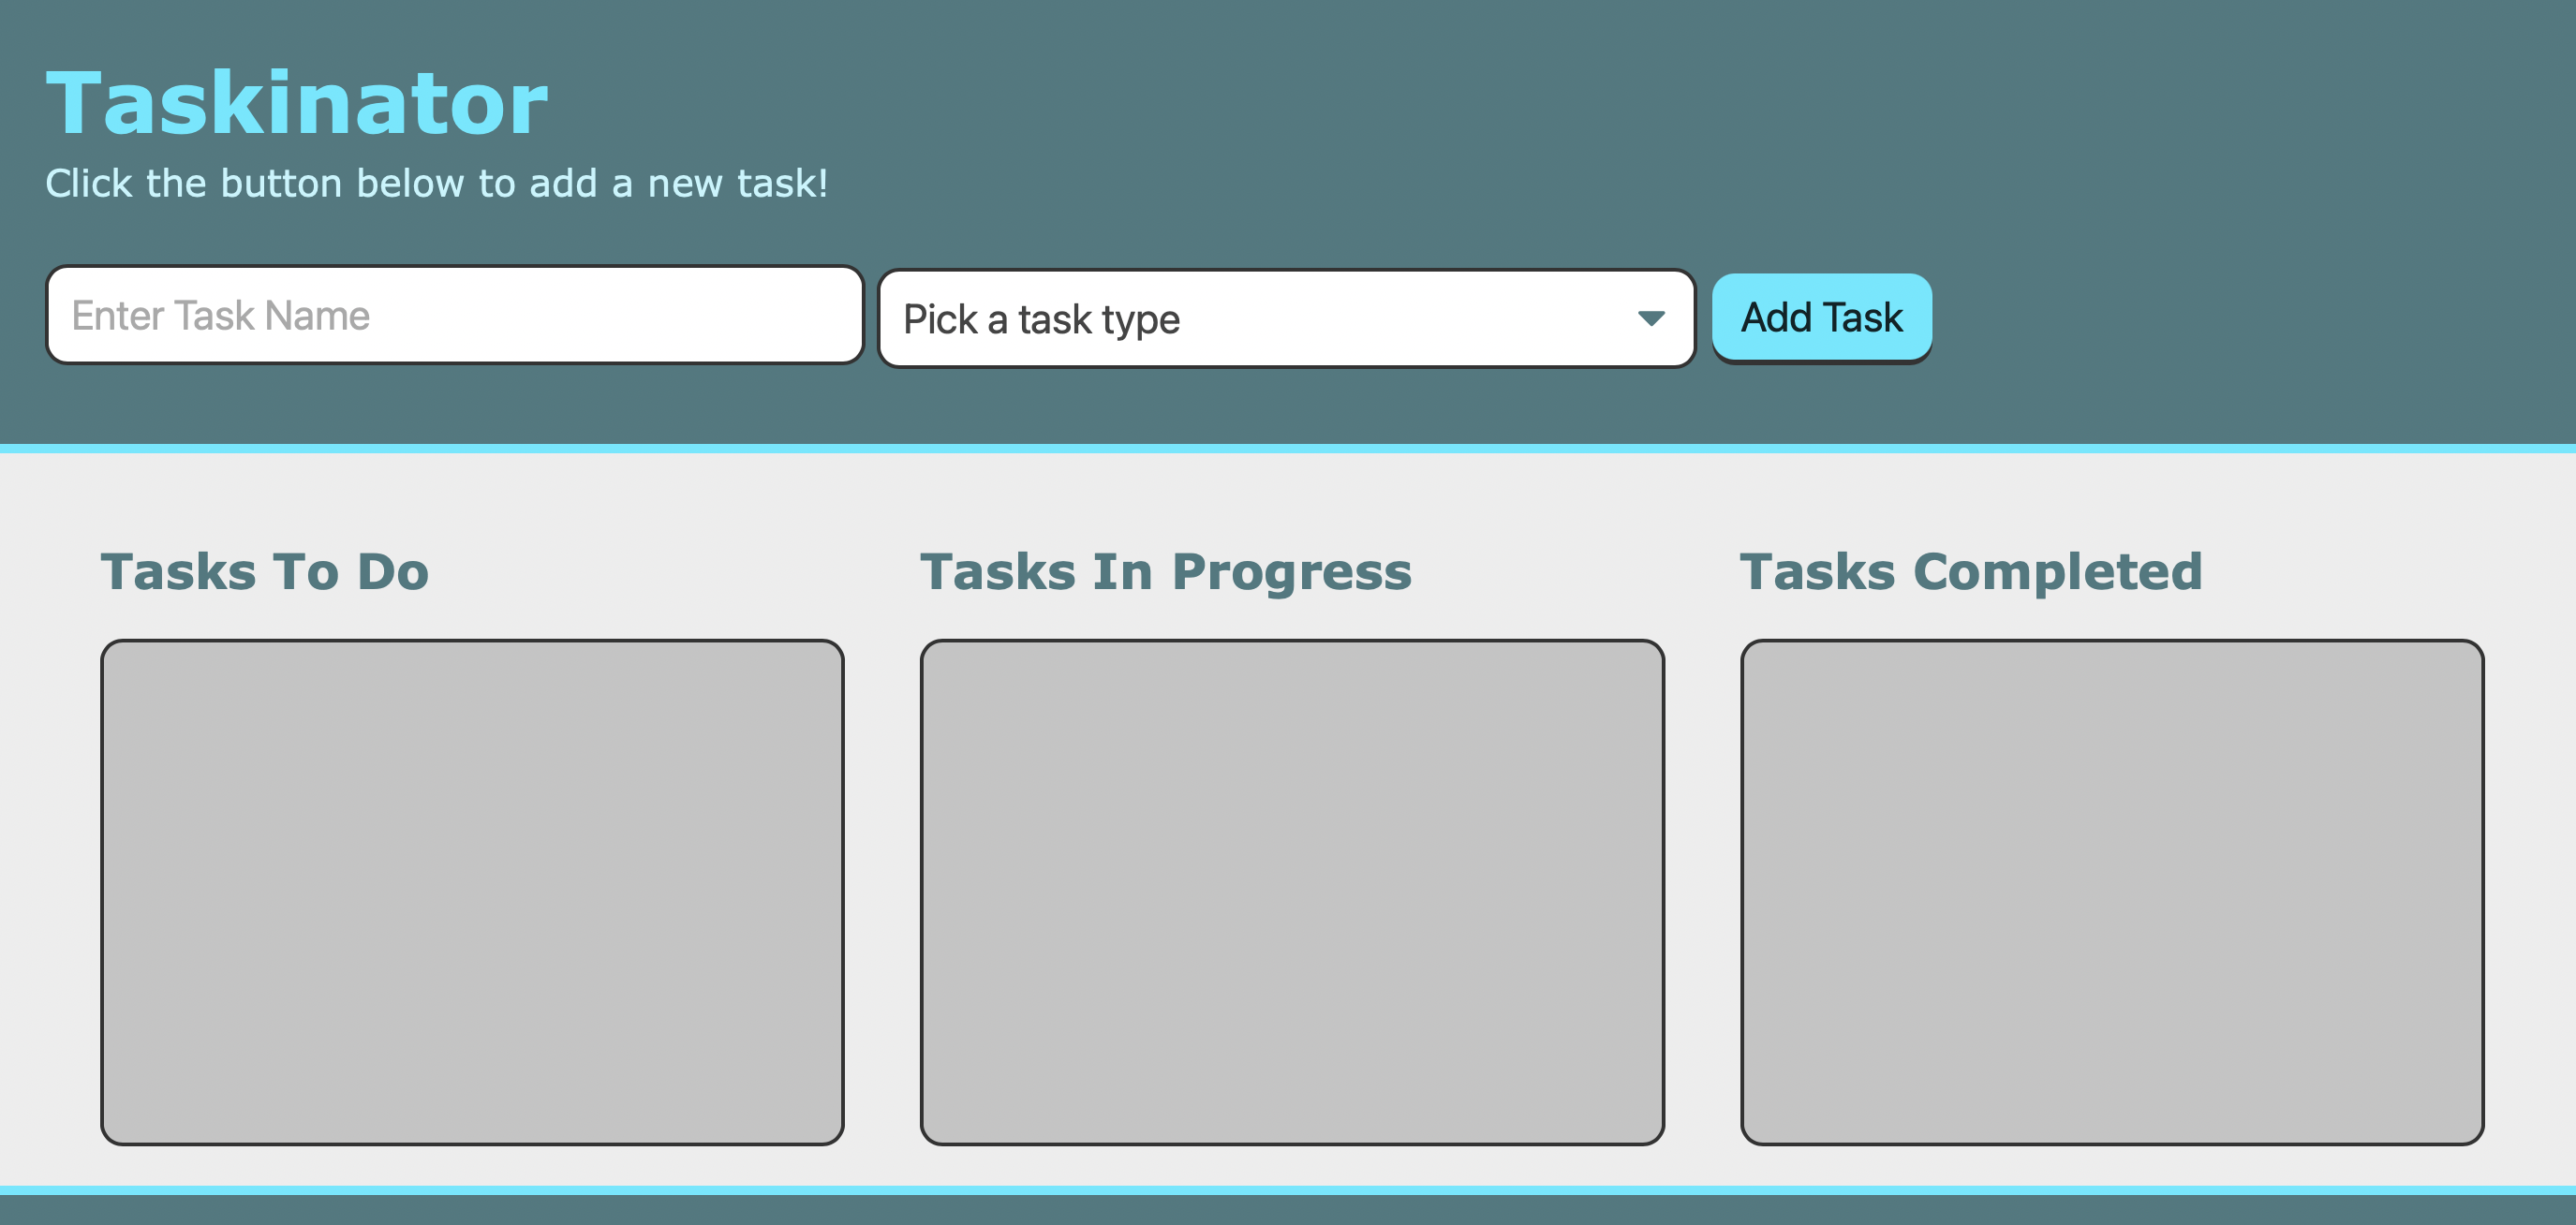 Taskinator
Click the button below to add a new task!
Enter Task Name
Pick a task type
Add Task
Tasks To Do
Tasks In Progress
Tasks Completed